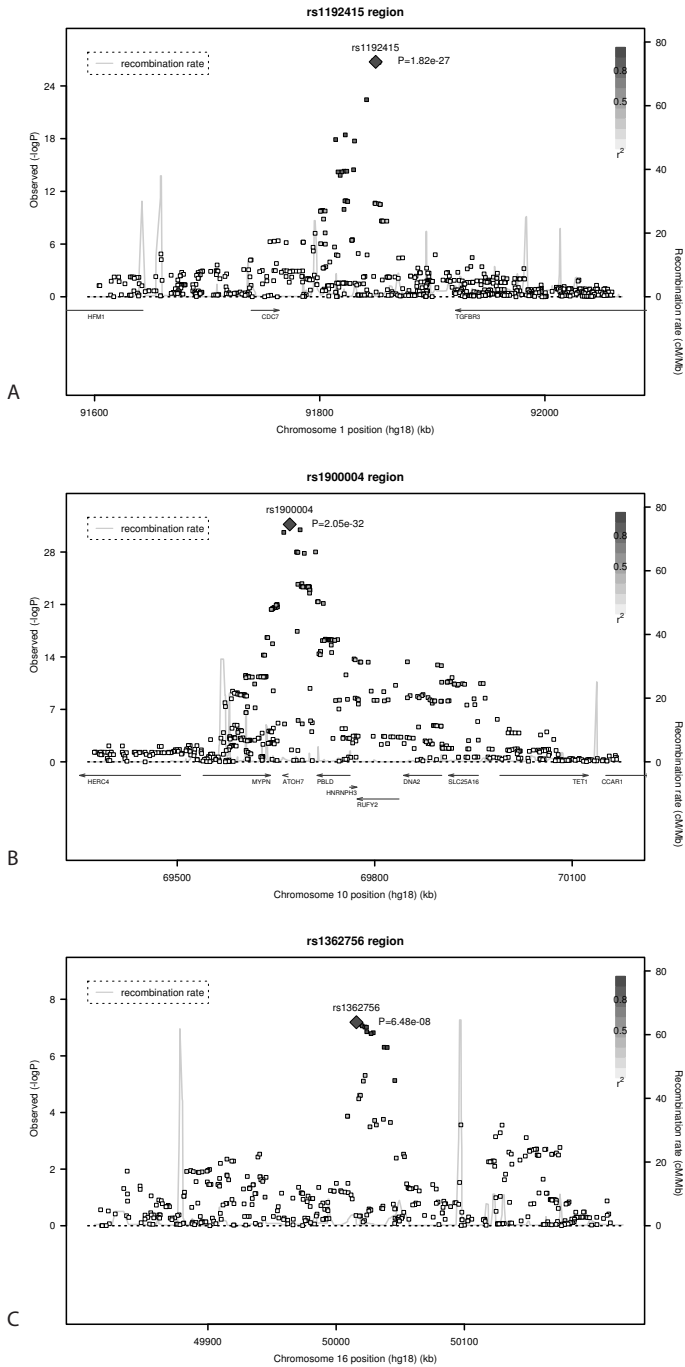 rs1192415 region
recombination rate
rs1192415
P=1.82e-27
0.8
0.5
r2
Observed (-logP)
24
18
12
6
0
80
60
40
20
0
Recombination rate (cM/Mb)
HFM1
CDC7
TGFBR3
91600
91800
92000
Chromosome 1 position (hg18) (kb)
A
rs1900004 region
recombination rate
rs1900004
P=2.05e-32
0.8
0.5
r2
Observed (-logP)
28
21
14
7
0
80
60
40
20
0
Recombination rate (cM/Mb)
HERC4
MYPN
ATOH7
PBLD
DNA2
SLC25A16
TET1
CCAR1
HNRNPH3
RUFY2
69500
69800
70100
Chromosome 10 position (hg18) (kb)
B
rs1362756 region
recombination rate
rs1362756
P=6.48e-08
0.8
0.5
r2
Observed (-logP)
8
6
4
2
0
80
60
40
20
0
Recombination rate (cM/Mb)
49900
50000
50100
Chromosome 16 position (hg18) (kb)
C